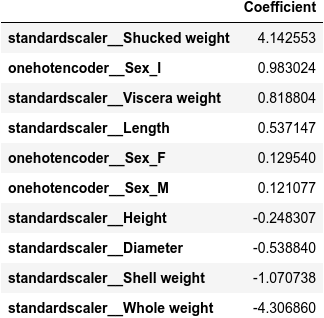 Coefficient
standardscaler__Shucked weight 4.142553
onehotencoder__Sex_I 0.983024
standardscaler__Viscera weight 0.818804
standardscaler__Length 0.537147
onehotencoder__Sex_F 0.129540
onehotencoder__Sex_M 0.121077
standardscaler__Height -0.248307
standardscaler__Diameter -0.538840
standardscaler__Shell weight -1.070738
standardscaler__Whole weight -4.306860